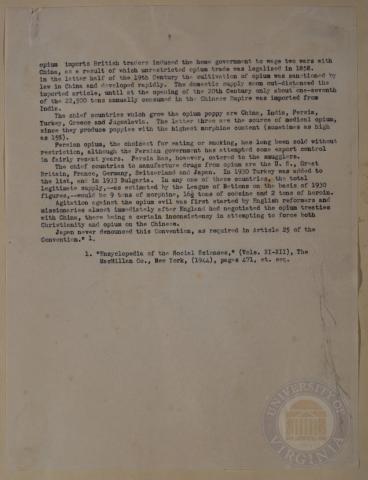 opium imports British traders induced the home government to wage two wars with
China, as a result of which unrestricted opium trade was legalized in 1858.
In the latter half of the 19th Century the cultivation of opium was sanctioned by
law in China and developed rapidly. The domestic supply soon out-distanced the
imported article, until at the opening of the 20th Century only about one-seventh
of the 22,500 tons annually consumed in the Chinese Empire was imported from
India.
The chief countries which grow the opium poppy are China, India, Persia,
Turkey, Greece and Jugoslavia. The latter three are the source of medical opium,
since they produce poppies with the highest morphine content (sometimes as high
as 15%).
Persian opium, the choicest for eating or smoking, has long been sold without
restriction, although the Persian government has attempted some export control
in fairly recent years. Persia has, however, catered to the smugglers.
The chief countries to manufacture drugs from opium are the U. S., Great
Britain, France, Germany, Switzerland and Japan. In 1930 Turkey was added to
the list, and in 1933 Bulgaria. In any one of these countries, the total
legitimate supply,--as estimated by the League of Nations on the basis of 1930
figures,--would be 9 tons of morphine, 16½ tons of codeine and 2 tons of heroin.
Agitation against the opium evil was first started by English reformers and
missionaries almost immediately after England had negotiated the opium treaties
with China, there being a certain inconsistency in attempting to force both
Christianity and opium on the Chinese.
Japan never denounced this Convention, as required in Article 25 of the
Convention." 1.
1. "Encyclopedia of the Social Sciences," (Vols. XI-XII), The
MacMillan Co., New York, (1944), pages 471, et. seq.
UNIVERSITY of VIRGINIA